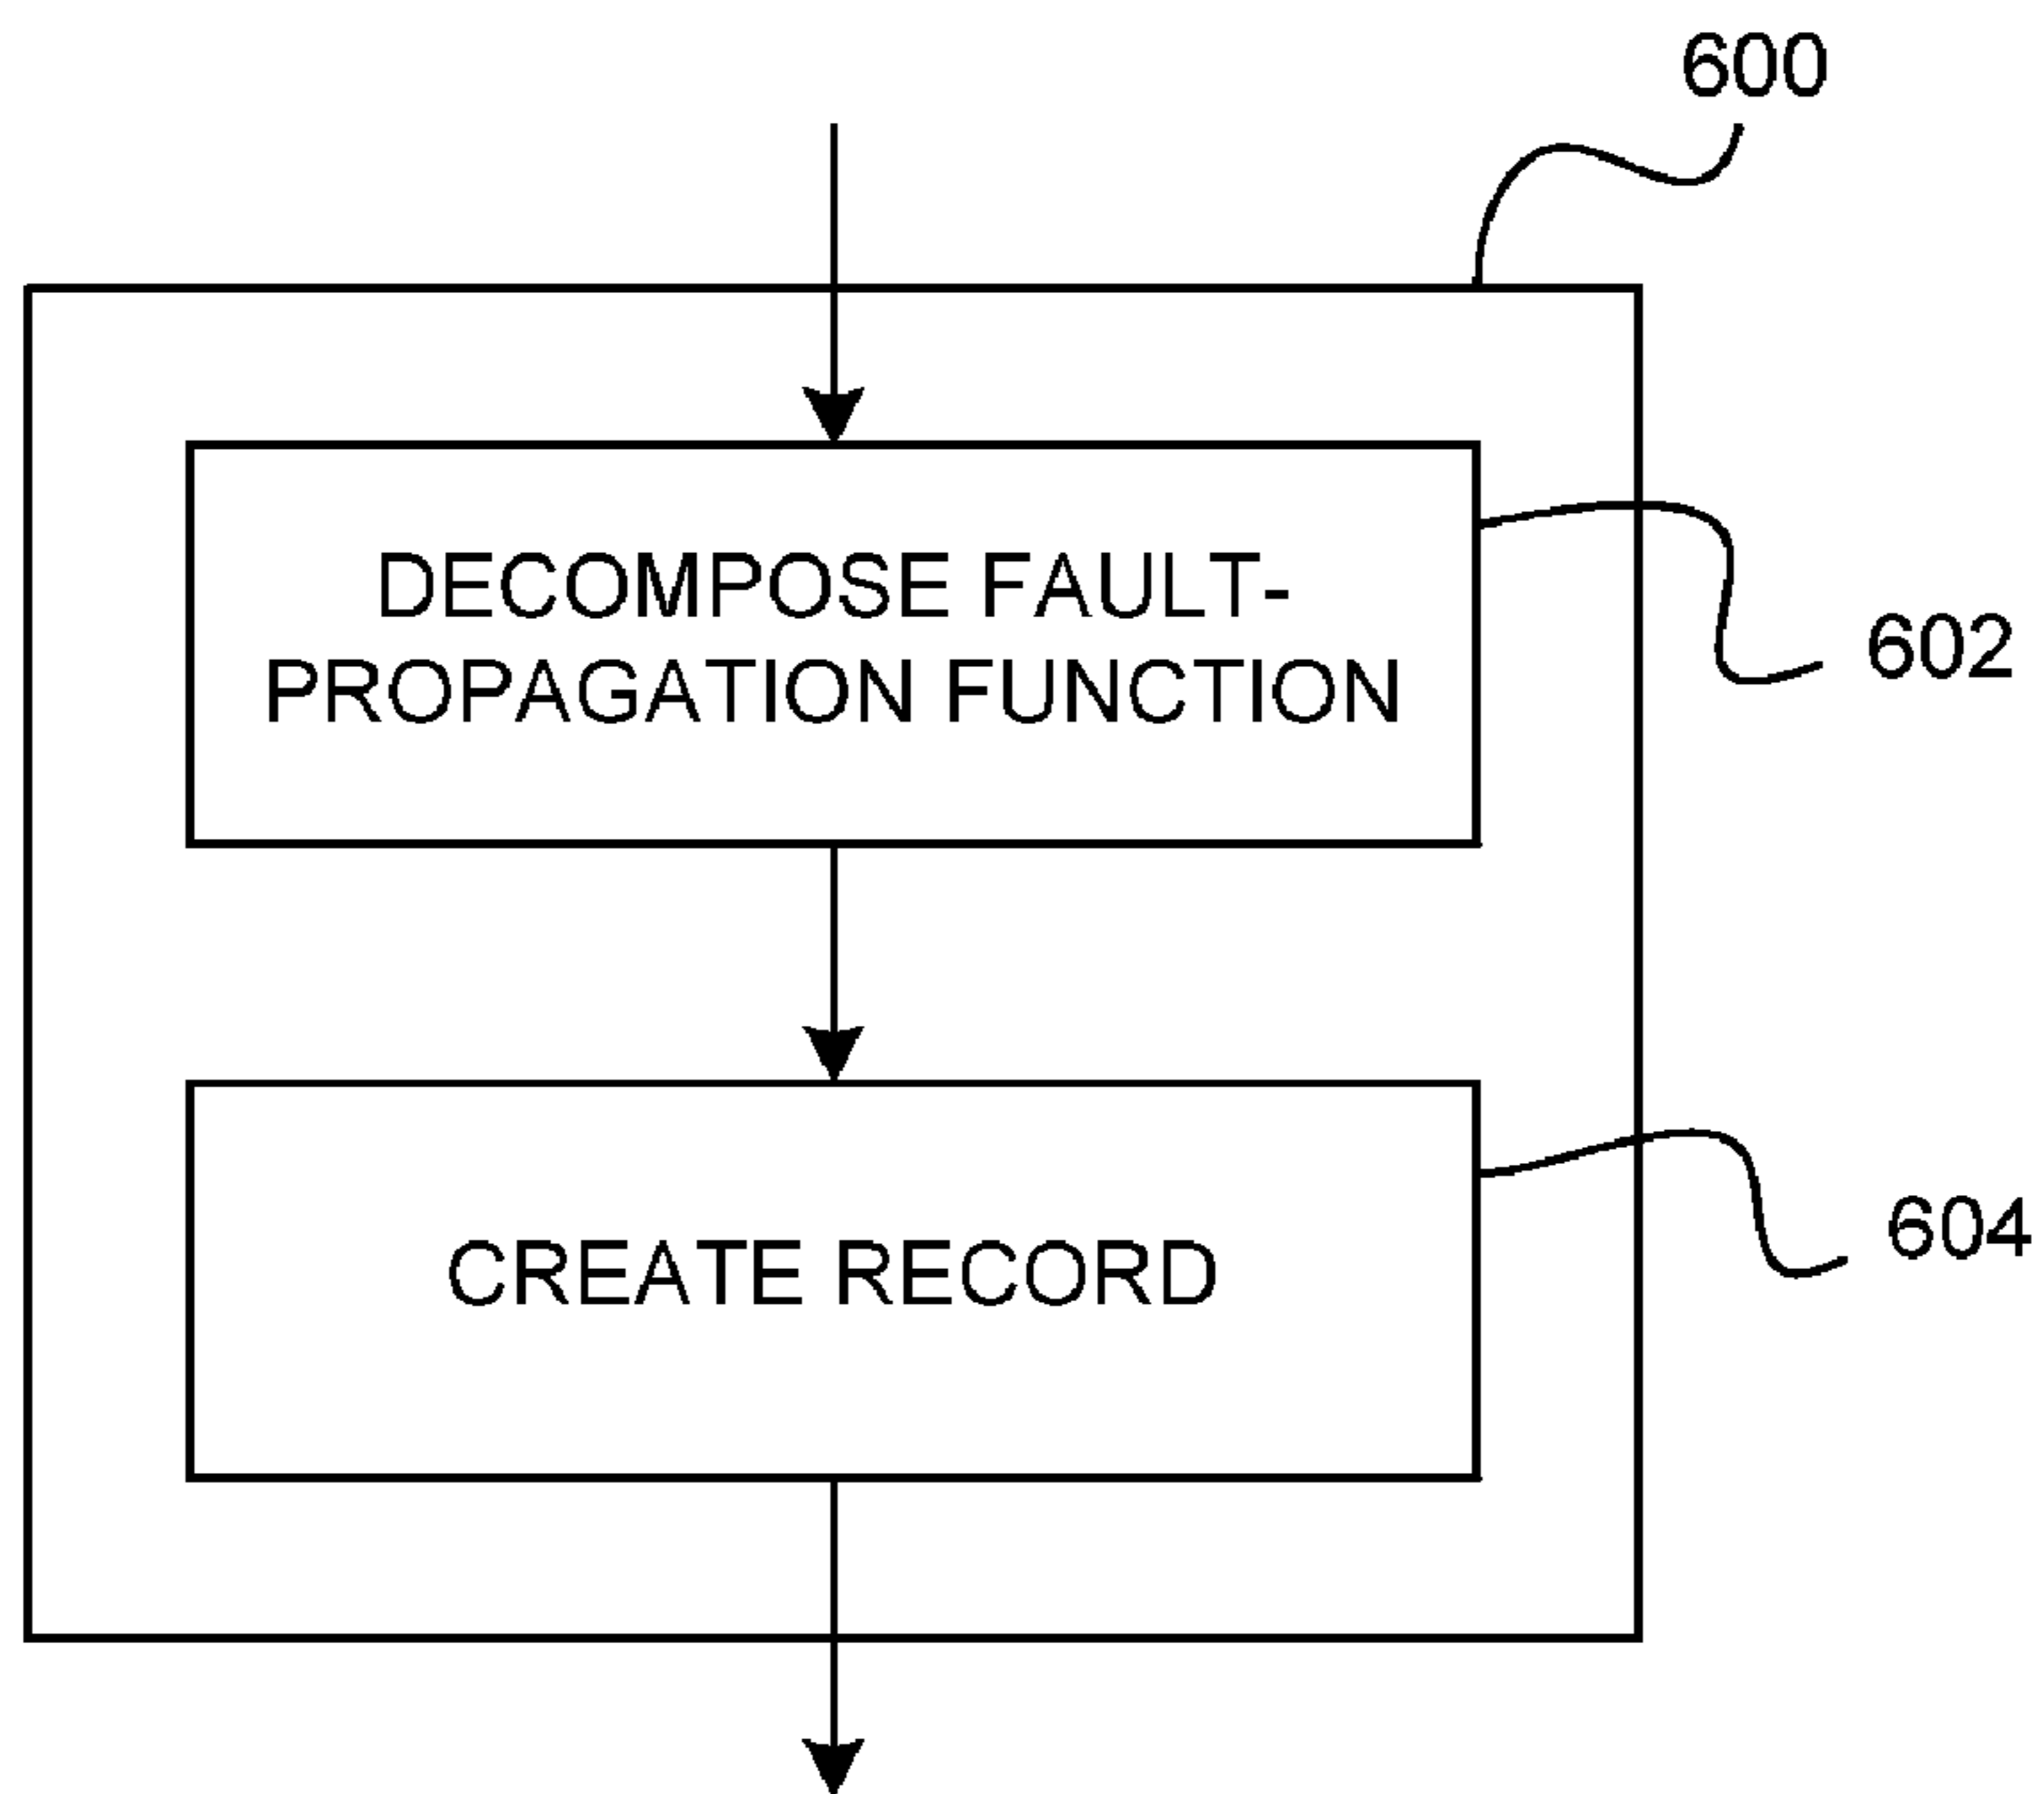 600
DECOMPOSE FAULT-
PROPAGATION FUNCTION
602
CREATE RECORD
604